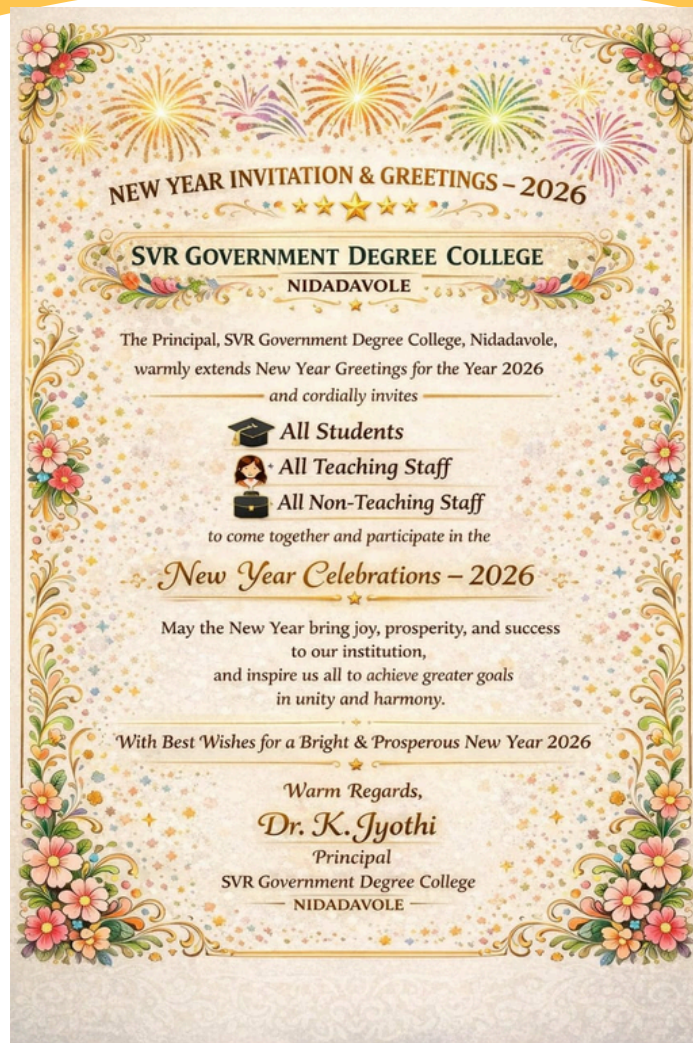 NEW YEAR INVITATION & GREETINGS – 2026
SVR GOVERNMENT DEGREE COLLEGE
NIDADAVOLE
The Principal, SVR Government Degree College, Nidadavole,
warmly extends New Year Greetings for the Year 2026
and cordially invites
All Students
All Teaching Staff
All Non-Teaching Staff
to come together and participate in the
New Year Celebrations – 2026
May the New Year bring joy, prosperity, and success
to our institution,
and inspire us all to achieve greater goals
in unity and harmony.
With Best Wishes for a Bright & Prosperous New Year 2026
Warm Regards,
Dr. K. Jyothi
Principal
SVR Government Degree College
NIDADAVOLE